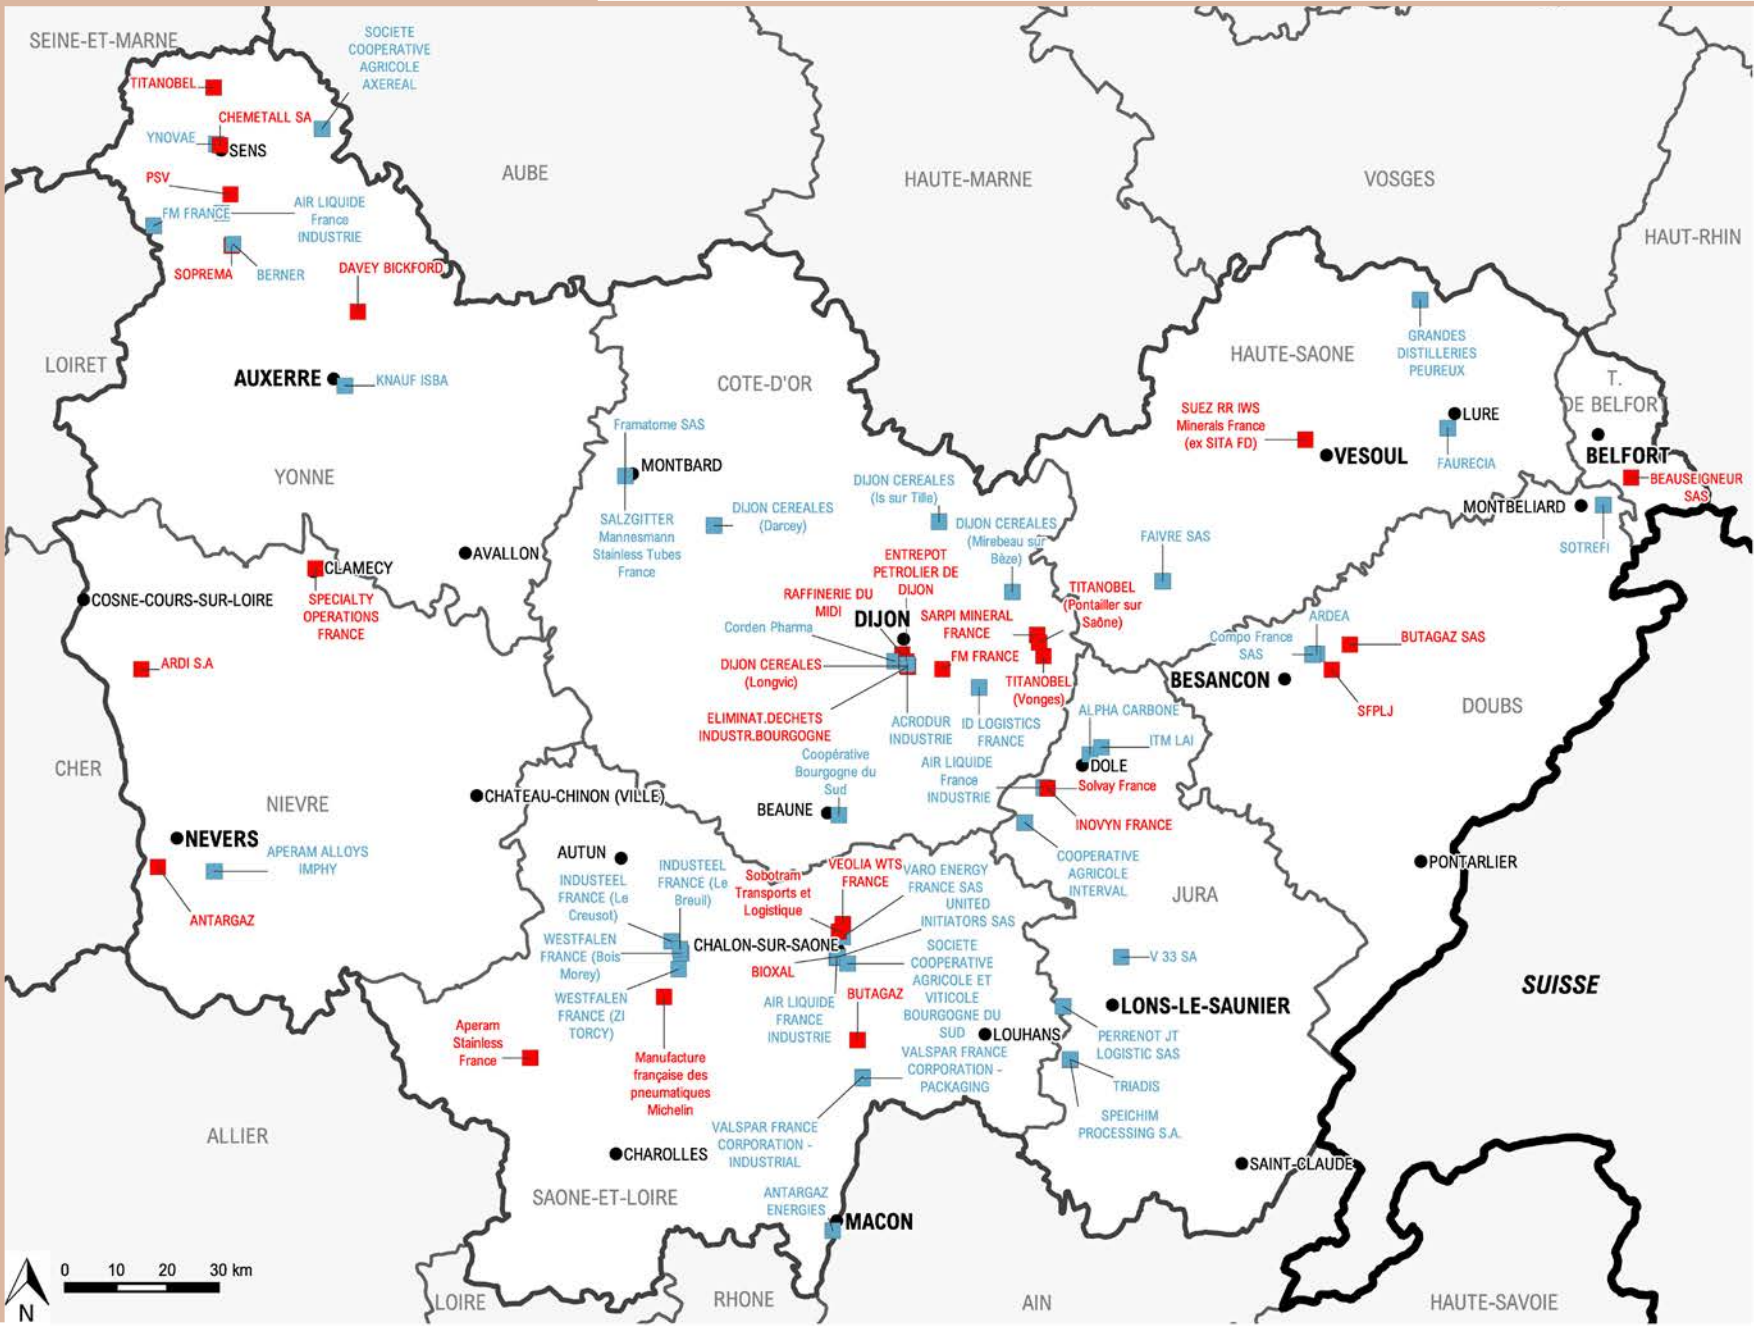 SEINE-ET-MARNE
SOCIETE
COOPERATIVE
AGRICOLE
AXEREAL
TITANOBEL
CHEMETALL SA
YNOVAE
SENS
PSV
FM FRANCE
AIR LIQUIDE
France
INDUSTRIE
SOPREMA
BERNER
DAVEY BICKFORD
AUBE
HAUTE-MARNE
VOSGES
HAUT-RHIN
LOIRET
AUXERRE
KNAUF ISBA
YONNE
COTE-D'OR
HAUTE-SAONE
GRANDES
DISTILLERIES
PEUREUX
T.
DE BELFORT
SUEZ RR IWS
Minerals France
(ex SITA FD)
LURE
VESOUL
FAURECIA
BELFORT
BEAUSEIGNEUR
SAS
MONTBELIARD
SOTREFI
Framatome SAS
MONTBARD
SALZGITTER
Mannesmann
Stainless Tubes
France
DIJON CEREALES
(Darcey)
DIJON CEREALES
(Is sur Tille)
DIJON CEREALES
(Mirebeau sur
Bèze)
FAIVRE SAS
AVALLON
CLAMECY
COSNE-COURS-SUR-LOIRE
SPECIALTY
OPERATIONS
FRANCE
ARDI S.A
ENTREPOT
PETROLIER DE
DIJON
RAFFINERIE DU
MIDI
DIJON
Corden Pharma
SARPI MINERAL
FRANCE
TITANOBEL
(Pontailler sur
Saône)
FM FRANCE
DIJON CEREALES
(Longvic)
TITANOBEL
(Vonges)
ELIMINAT.DECHETS
INDUSTR.BOURGOGNE
ACRODUR
INDUSTRIE
ID LOGISTICS
FRANCE
ARDEA
Compo France
SAS
BUTAGAZ SAS
BESANCON
SFPLJ
DOUBS
ALPHA CARBONE
ITM LAI
DOLE
Solvay France
AIR LIQUIDE
France
INDUSTRIE
INOVYN FRANCE
Coopérative
Bourgogne du
Sud
BEAUNE
CHER
NIEVRE
CHATEAU-CHINON (VILLE)
NEVERS
APERAM ALLOYS
IMPHY
ANTARGAZ
AUTUN
INDUSTEEL
FRANCE (Le
Creusot)
INDUSTEEL
FRANCE (Le
Breuil)
Sobotram
Transports et
Logistique
VEOLIA WTS
FRANCE
VARO ENERGY
FRANCE SAS
UNITED
INITIATORS SAS
COOPERATIVE
AGRICOLE
INTERVAL
JURA
PONTARLIER
WESTFALEN
FRANCE (Bois
Morey)
CHALON-SUR-SAONE
BIOXAL
SOCIETE
COOPERATIVE
AGRICOLE ET
VITICOLE
BOURGOGNE DU
SUD
V 33 SA
SUISSE
WESTFALEN
FRANCE (ZI
TORCY)
AIR LIQUIDE
FRANCE
INDUSTRIE
BUTAGAZ
LONS-LE-SAUNIER
LOUHANS
PERRENOT JT
LOGISTIC SAS
Aperam
Stainless
France
Manufacture
française des
pneumatiques
Michelin
VALSPAR FRANCE
CORPORATION -
PACKAGING
TRIADIS
SPEICHIM
PROCESSING S.A.
ALLIER
VALSPAR FRANCE
CORPORATION -
INDUSTRIAL
CHAROLLES
SAINT-CLAUDE
SAONE-ET-LOIRE
ANTARGAZ
ENERGIES
MACON
0 10 20 30 km
N
LOIRE
RHONE
AIN
HAUTE-SAVOIE